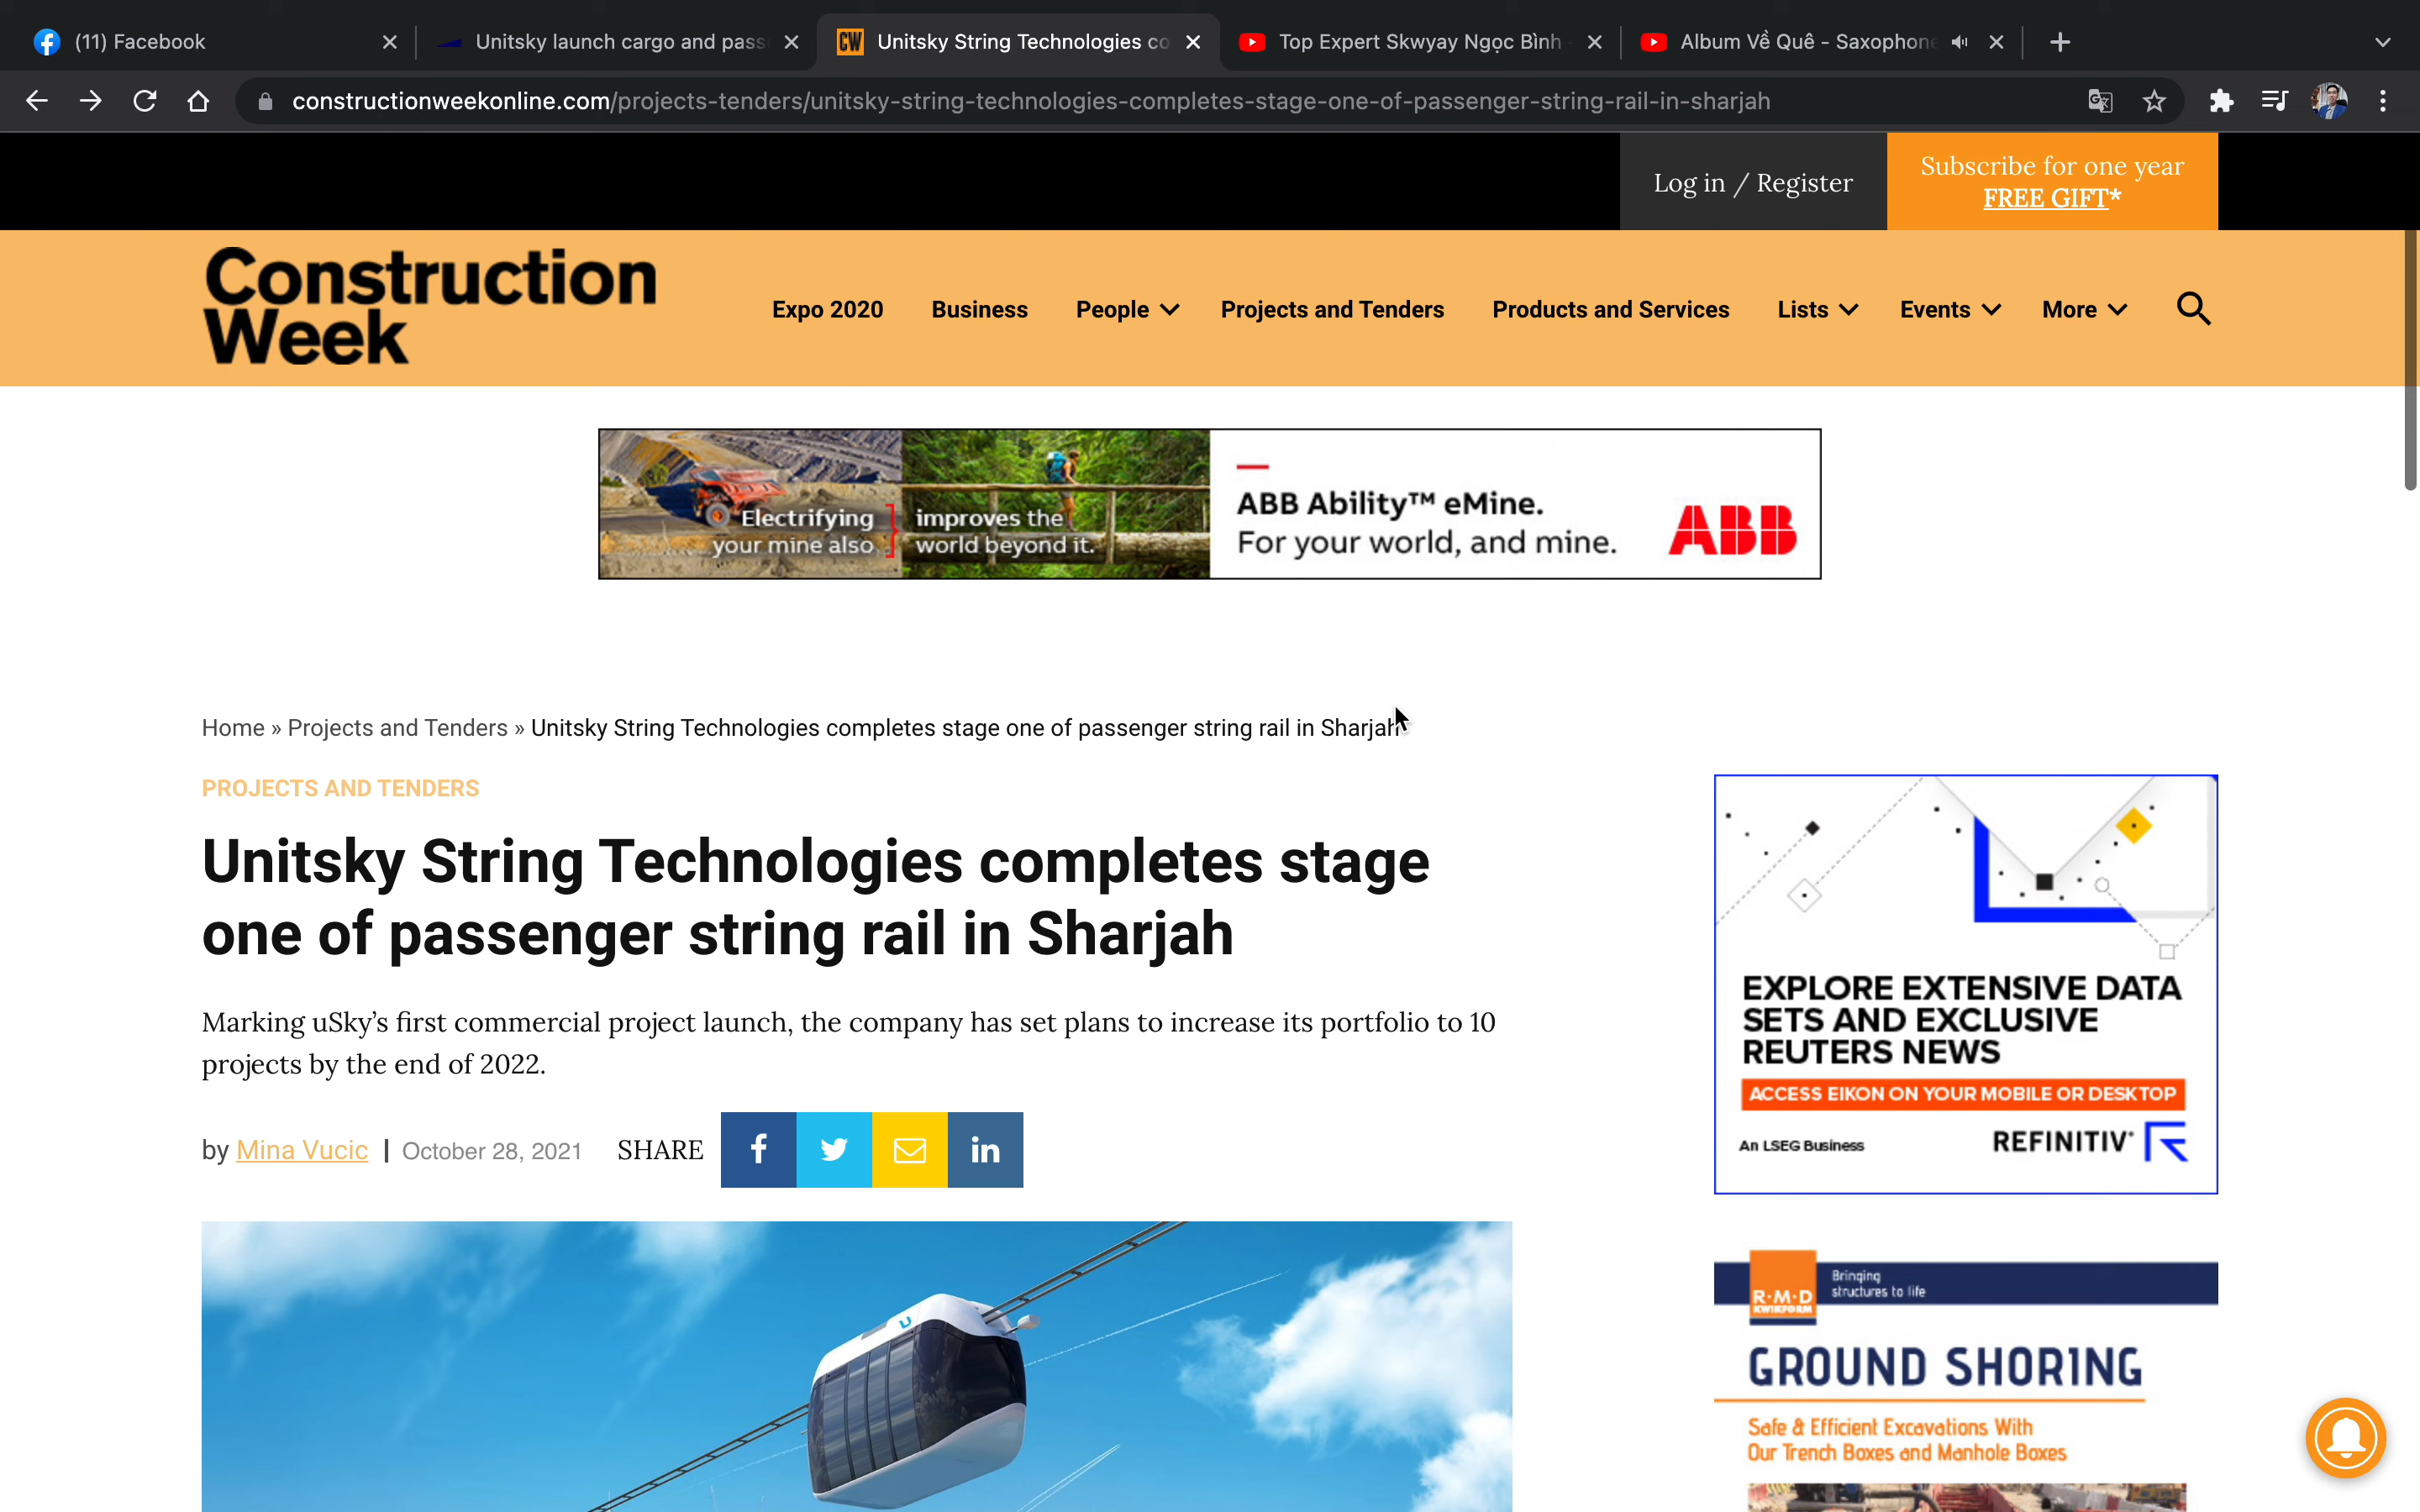 (11) Facebook
Unitsky launch cargo and pass
Unitsky String Technologies co
Top Expert Skwyay Ngọc Bình
Album Về Quê - Saxophone
constructionweekonline.com/projects-tenders/unitsky-string-technologies-completes-stage-one-of-passenger-string-rail-in-sharjah
Log in / Register
Subscribe for one year
FREE GIFT*
Construction
Week
Expo 2020
Business
People
Projects and Tenders
Products and Services
Lists
Events
More
Electrifying
your mine also
improves the
world beyond it.
ABB Ability™ eMine.
For your world, and mine.
ABB
Home » Projects and Tenders » Unitsky String Technologies completes stage one of passenger string rail in Sharjah
PROJECTS AND TENDERS
Unitsky String Technologies completes stage
one of passenger string rail in Sharjah
Marking uSky’s first commercial project launch, the company has set plans to increase its portfolio to 10
projects by the end of 2022.
by Mina Vucic | October 28, 2021 SHARE
EXPLORE EXTENSIVE DATA
SETS AND EXCLUSIVE
REUTERS NEWS
ACCESS EIKON ON YOUR MOBILE OR DESKTOP
An LSEG Business
REFINITIV
R·M·D
KWIKFORM
Bringing
structures to life
GROUND SHORING
Safe & Efficient Excavations With
Our Trench Boxes and Manhole Boxes